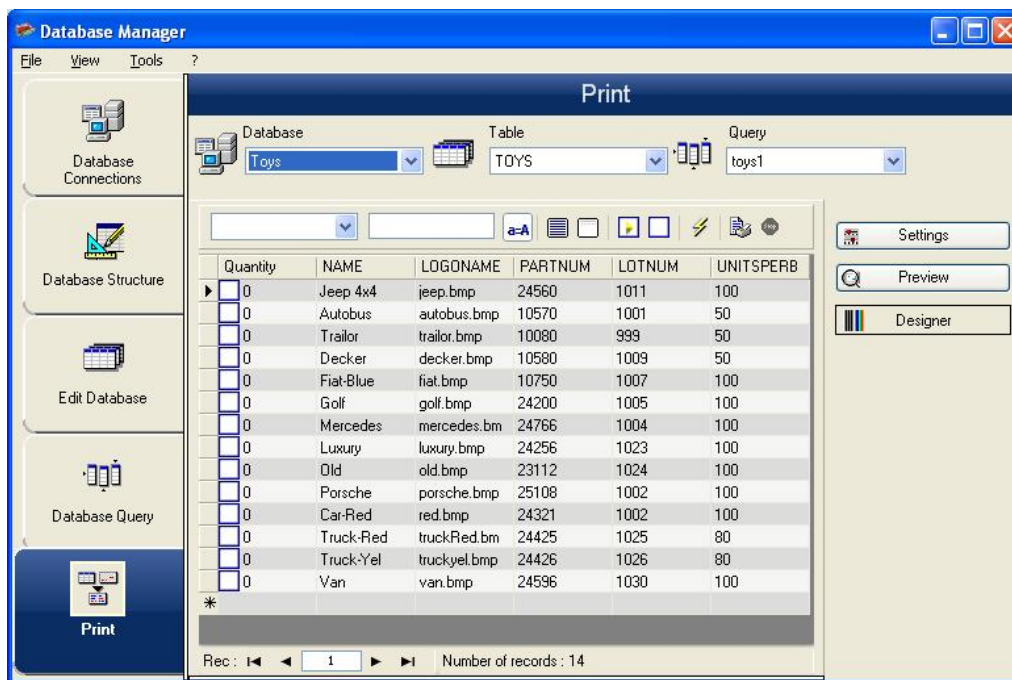 Database Manager
File View Tools ?
Print
Database Connections
Database Structure
Edit Database
Database Query
Print
Database Table Query
Toys TOYS toys1
a=A
Settings
Preview
Designer
Quantity NAME LOGONAME PARTNUM LOTNUM UNITSPERB
0 Jeep 4x4 jeep.bmp 24560 1011 100
0 Autobus autobus.bmp 10570 1001 50
0 Trailor trailor.bmp 10080 999 50
0 Decker decker.bmp 10580 1009 50
0 Fiat-Blue fiat.bmp 10750 1007 100
0 Golf golf.bmp 24200 1005 100
0 Mercedes mercedes.bm 24766 1004 100
0 Luxury luxury.bmp 24256 1023 100
0 Old old.bmp 23112 1024 100
0 Porsche porsche.bmp 25108 1002 100
0 Car-Red red.bmp 24321 1002 100
0 Truck-Red truckRed.bm 24425 1025 80
0 Truck-Yel truckyel.bmp 24426 1026 80
0 Van van.bmp 24596 1030 100
Rec : 1 Number of records : 14